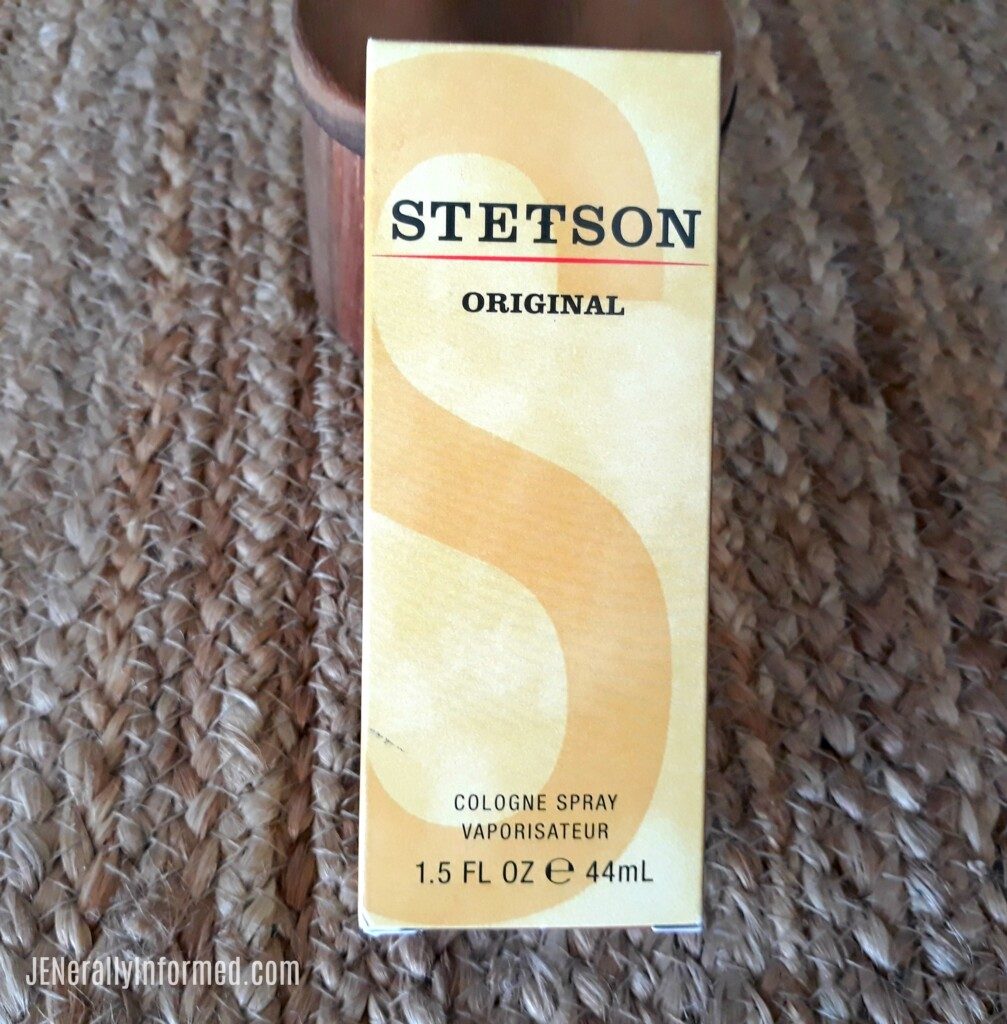 STETSON
ORIGINAL
COLOGNE SPRAY
VAPORISATEUR
1.5 FL OZ ℮ 44mL
JENerallyInformed.com